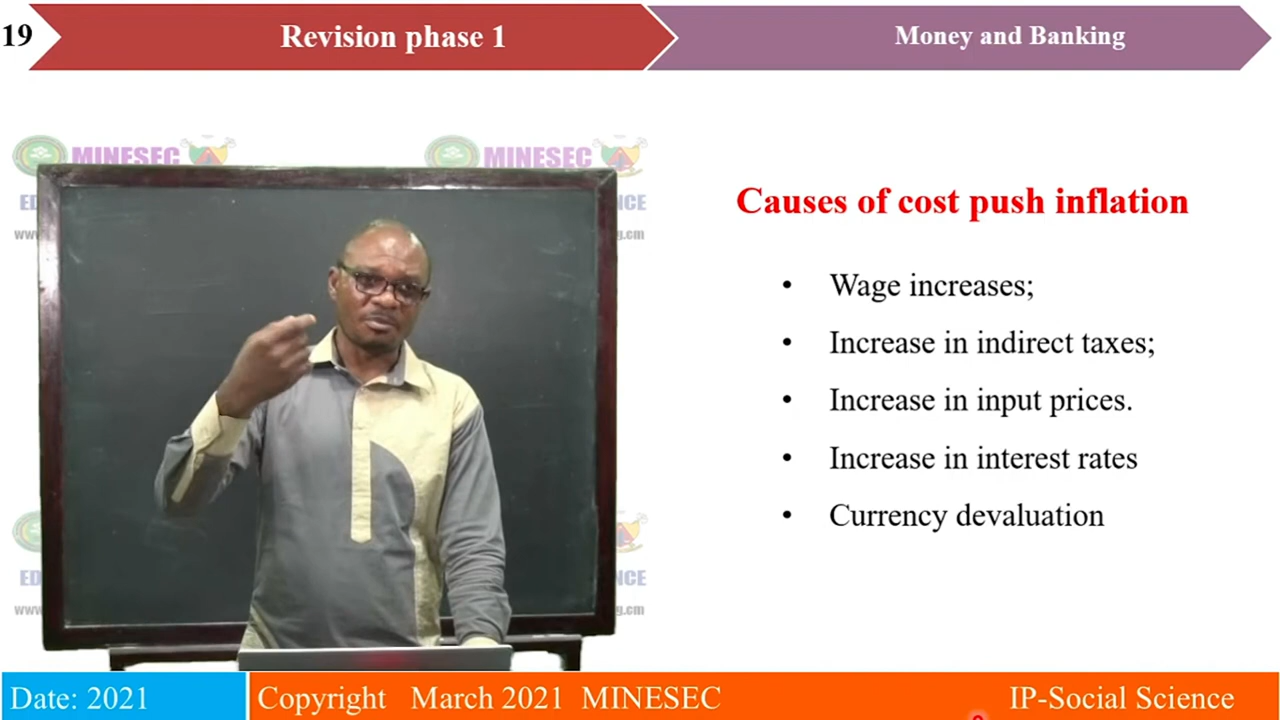 19
Revision phase 1
Money and Banking
MINESEC
MINESEC
Causes of cost push inflation
• Wage increases;
• Increase in indirect taxes;
• Increase in input prices.
• Increase in interest rates
• Currency devaluation
Date: 2021
Copyright March 2021 MINESEC
IP-Social Science